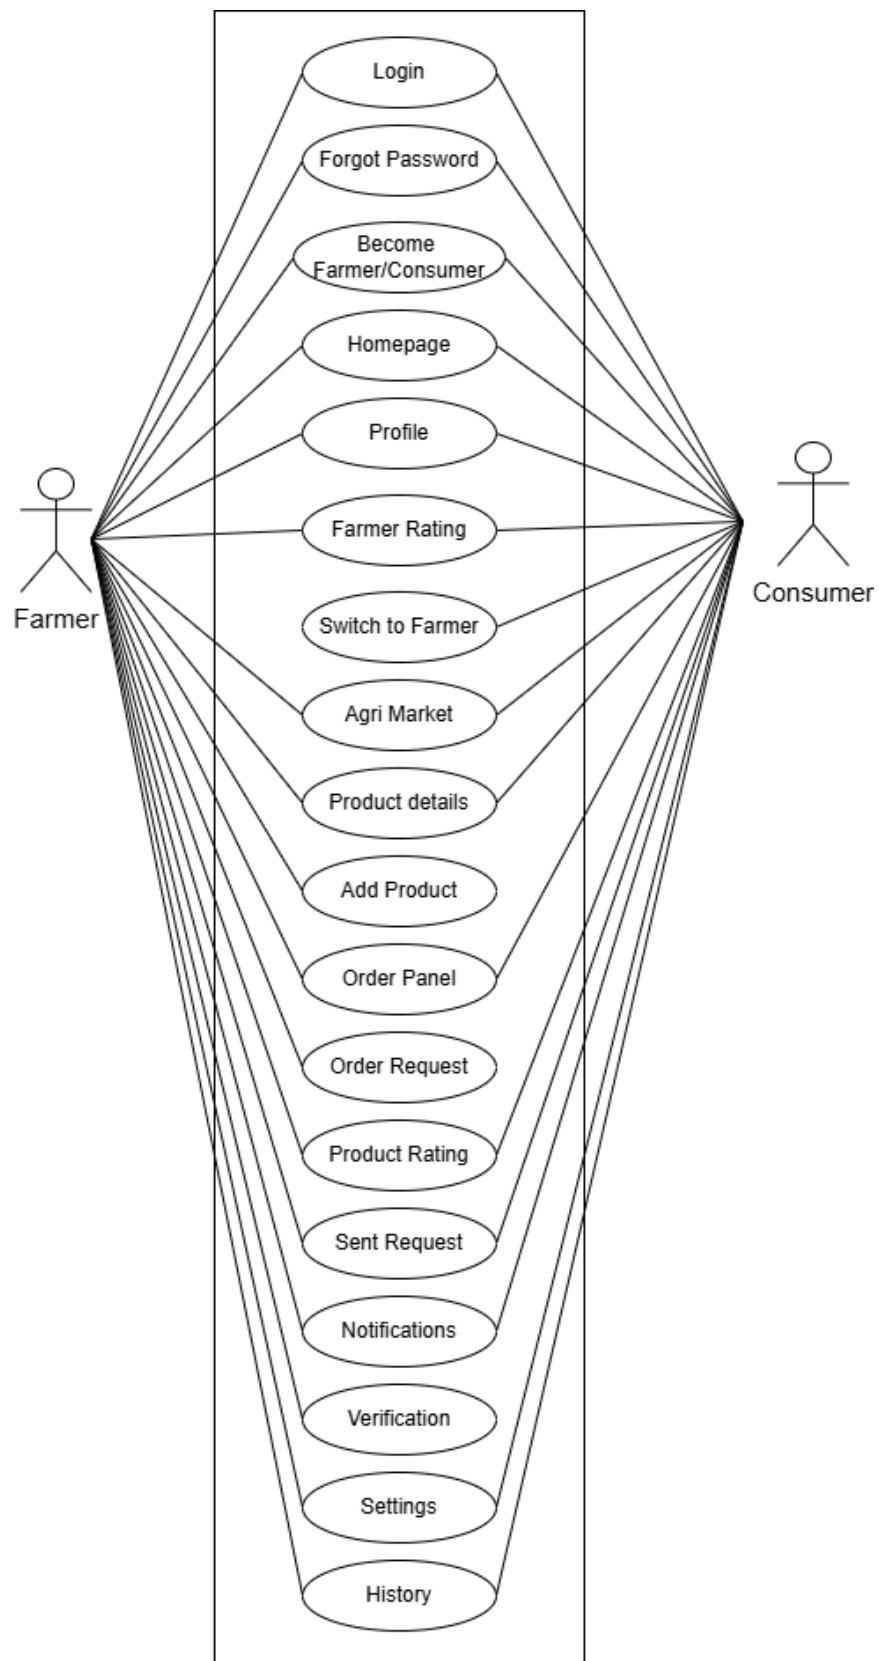 Login
Forgot Password
Become
Farmer/Consumer
Homepage
Profile
Farmer Rating
Farmer
Consumer
Switch to Farmer
Agri Market
Product details
Add Product
Order Panel
Order Request
Product Rating
Sent Request
Notifications
Verification
Settings
History